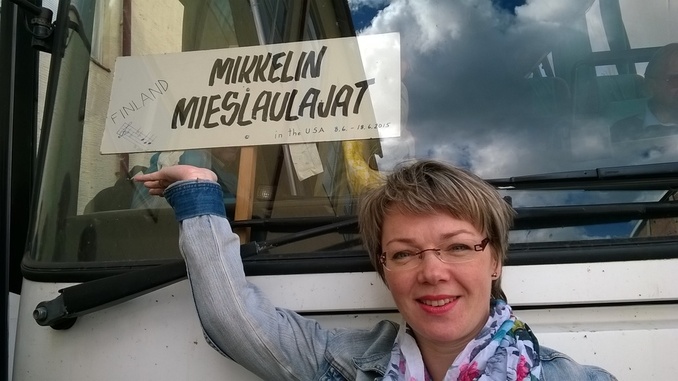 FINLAND
MIKKELIN
MIESLAULAJAT
in the USA 8.6. - 18.6.2015